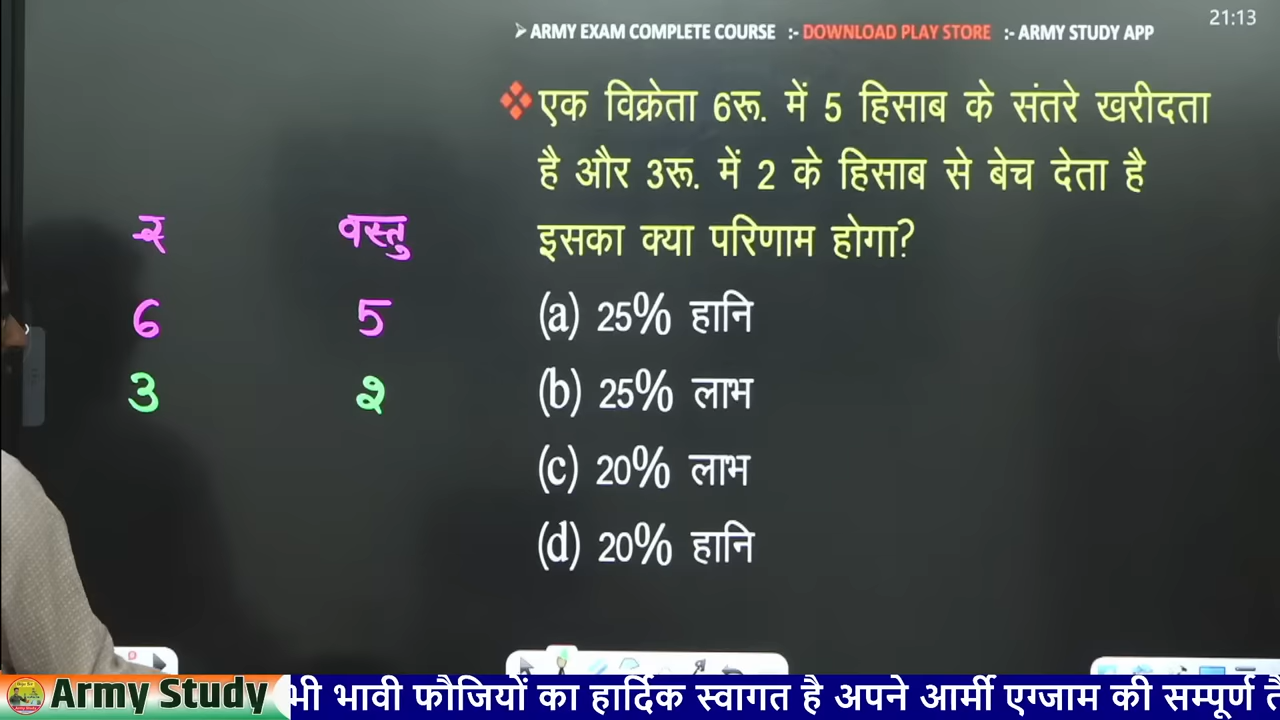 21:13
➤ ARMY EXAM COMPLETE COURSE :- DOWNLOAD PLAY STORE :- ARMY STUDY APP
❖ एक विक्रेता 6रू. में 5 हिसाब के संतरे खरीदता
है और 3रू. में 2 के हिसाब से बेच देता है
इसका क्या परिणाम होगा?
(a) 25% हानि
(b) 25% लाभ
(c) 20% लाभ
(d) 20% हानि
रु वस्तु
6 5
3 2
Army Study
भी भावी फौजियों का हार्दिक स्वागत है अपने आर्मी एग्जाम की सम्पूर्ण